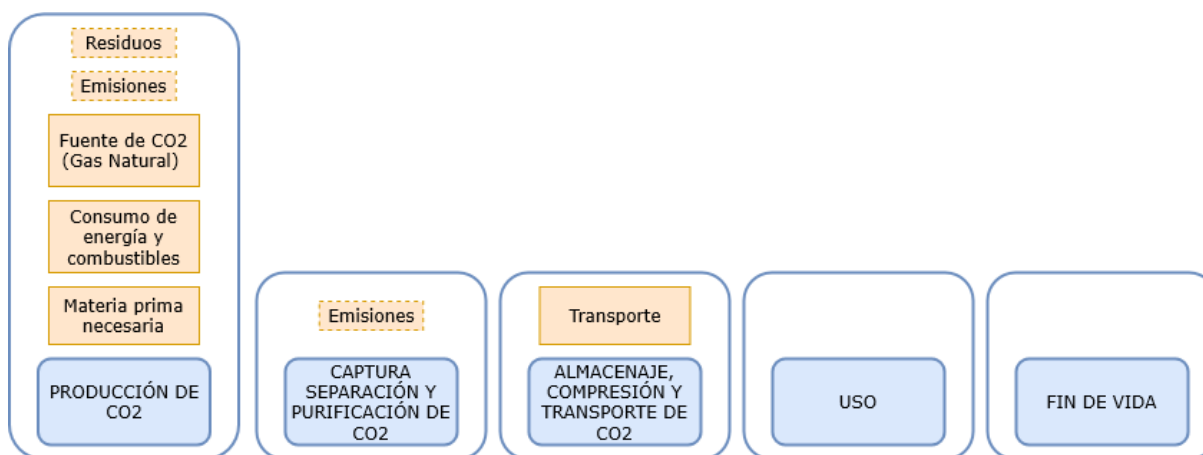 Residuos
Emisiones
Fuente de CO2
(Gas Natural)
Consumo de
energía y
combustibles
Materia prima
necesaria
PRODUCCIÓN DE
CO2
Emisiones
CAPTURA
SEPARACIÓN Y
PURIFICACIÓN DE
CO2
Transporte
ALMACENAJE,
COMPRESIÓN Y
TRANSPORTE DE
CO2
USO
FIN DE VIDA